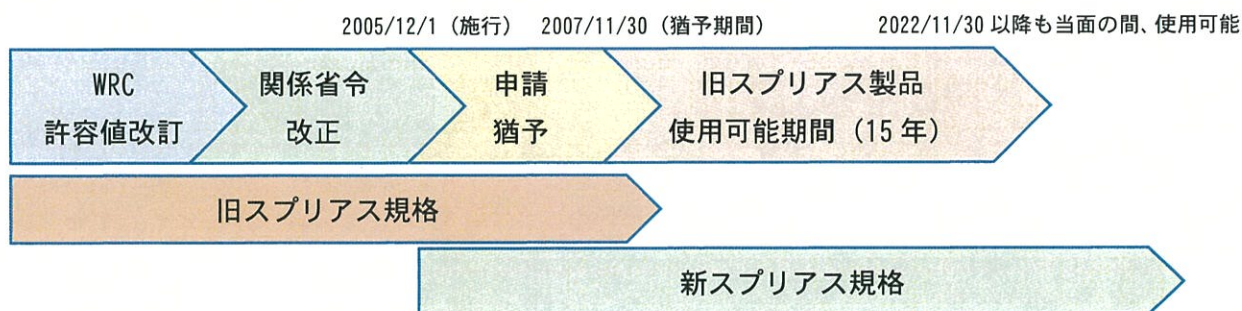 2005/12/1（施行） 2007/11/30（猶予期間） 2022/11/30 以降も当面の間、使用可能
WRC
許容値改訂
関係省令
改正
申請
猶予
旧スプリアス製品
使用可能期間（15 年）
旧スプリアス規格
新スプリアス規格